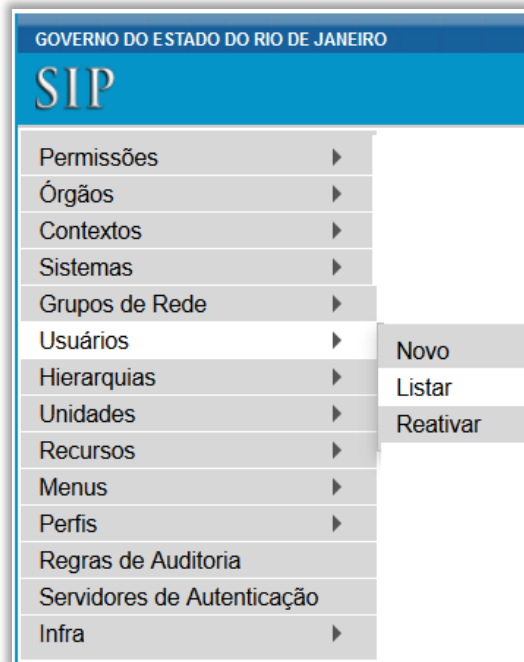 GOVERNO DO ESTADO DO RIO DE JANEIRO
SIP
Permissões
Órgãos
Contextos
Sistemas
Grupos de Rede
Usuários
Novo
Hierarquias
Listar
Unidades
Reativar
Recursos
Menus
Perfis
Regras de Auditoria
Servidores de Autenticação
Infra